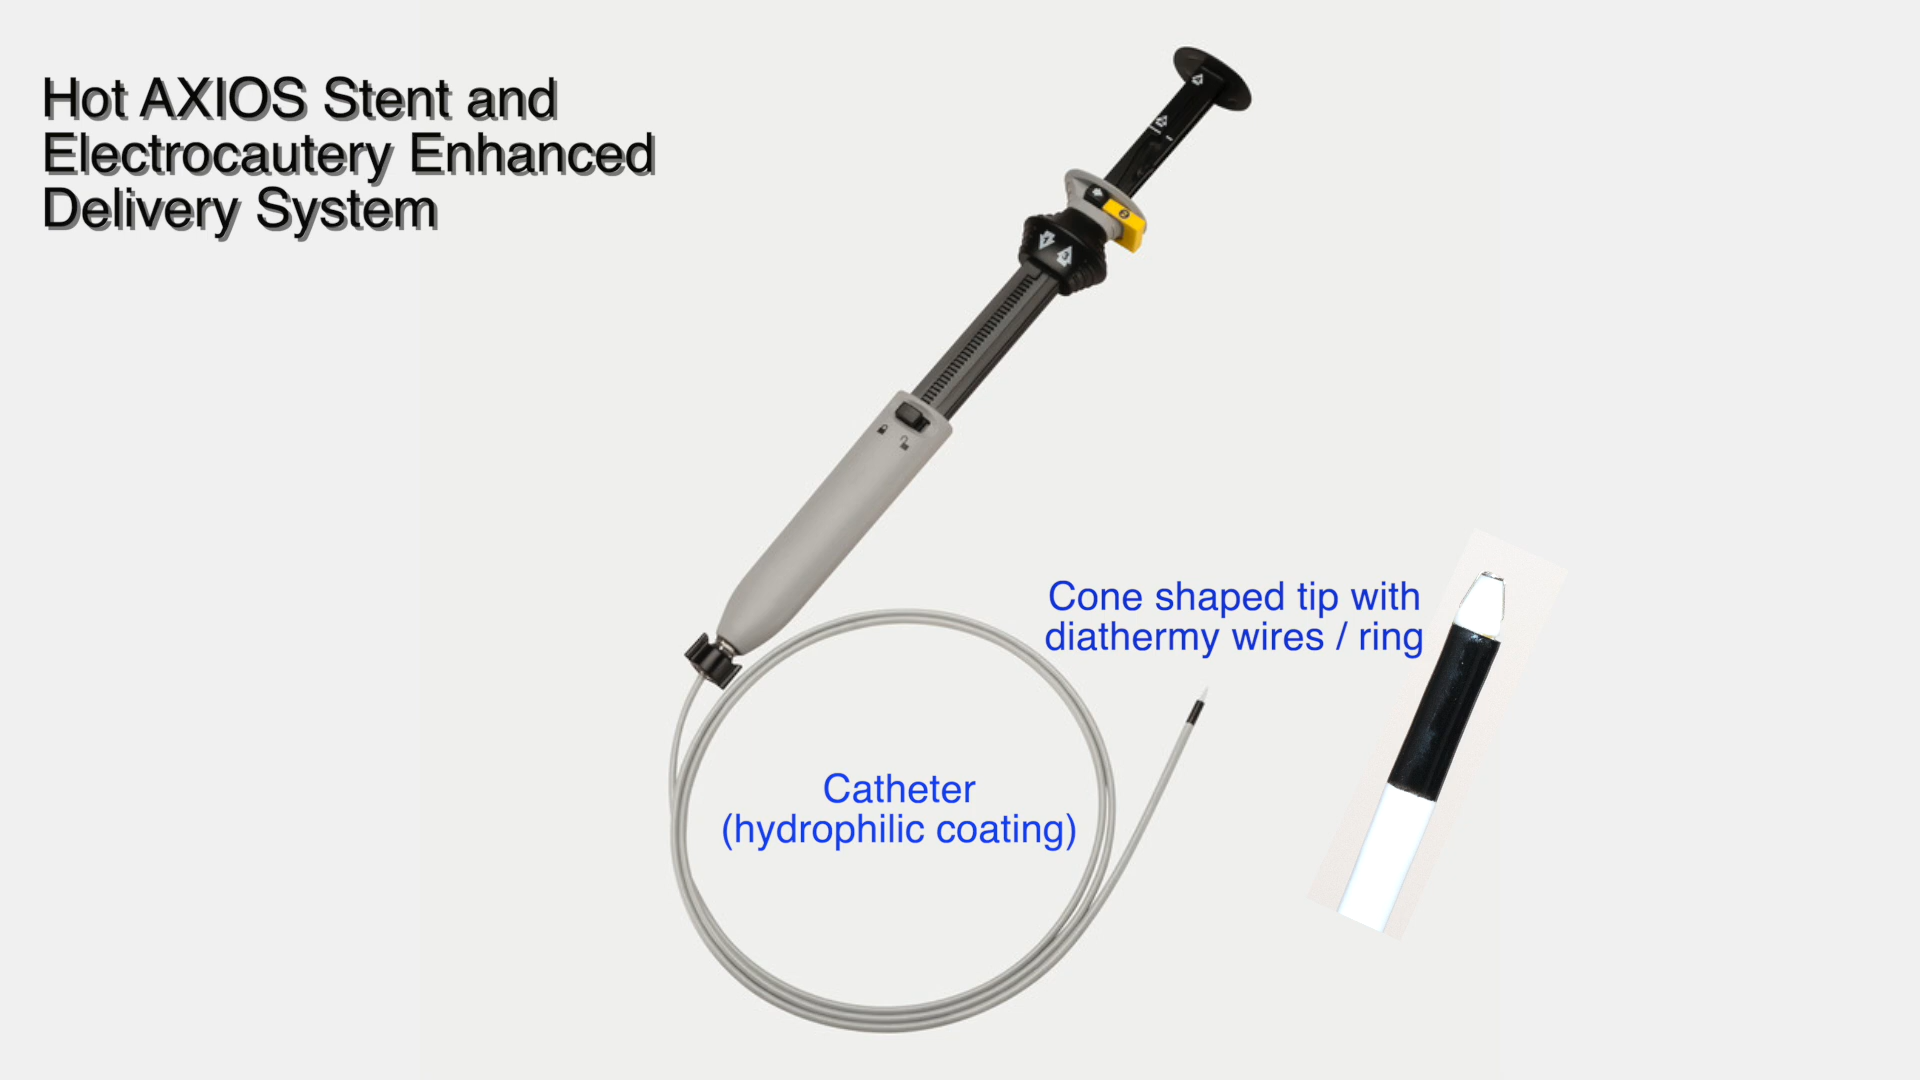 Hot AXIOS Stent and
Electrocautery Enhanced
Delivery System
Cone shaped tip with
diathermy wires / ring
Catheter
(hydrophilic coating)